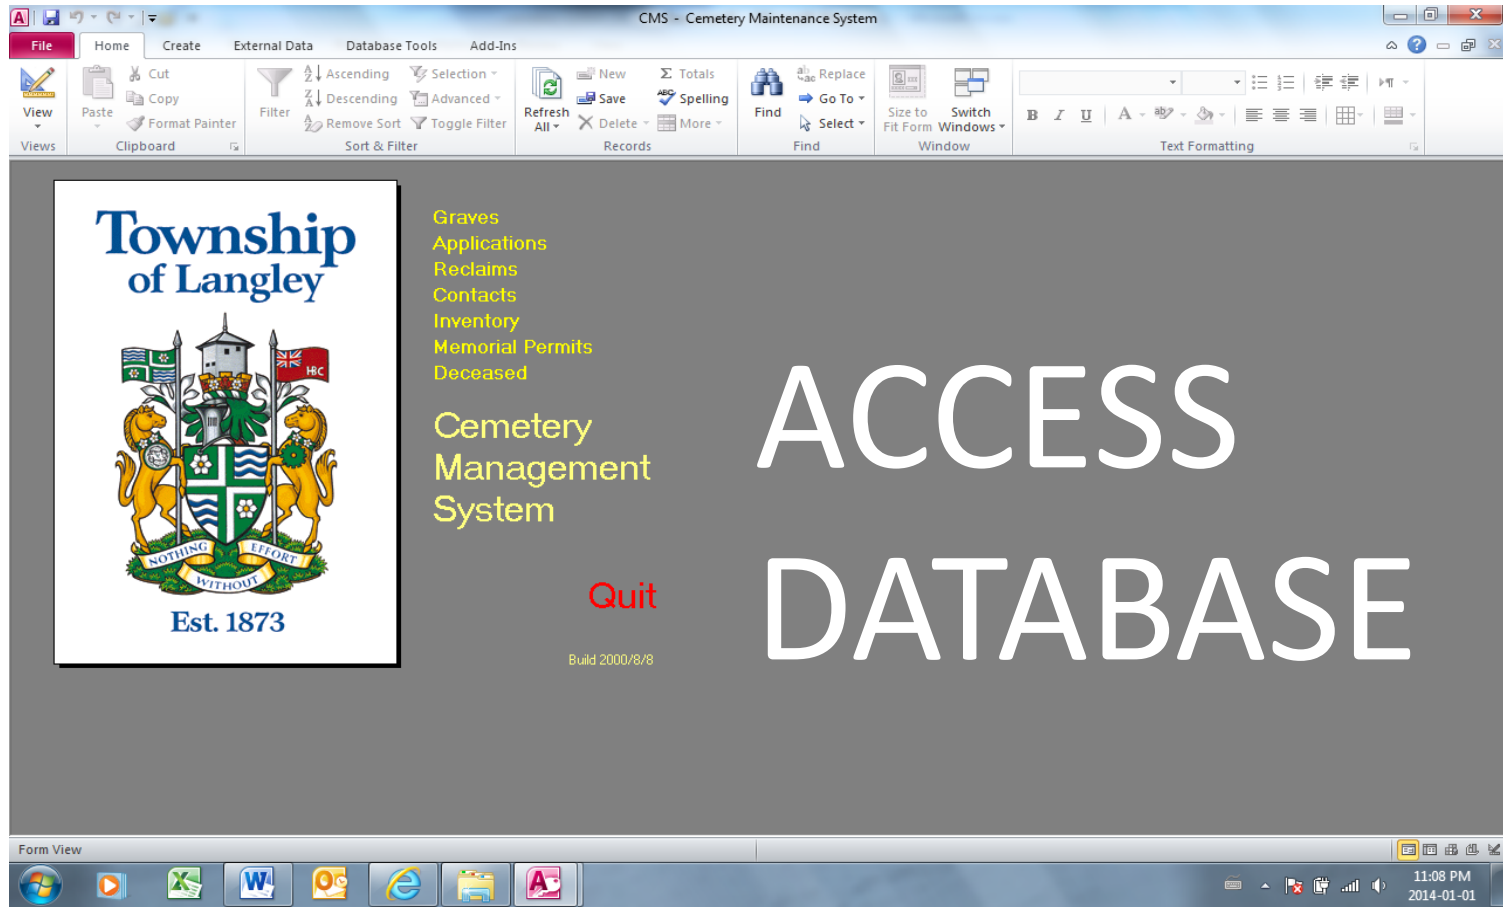 CMS - Cemetery Maintenance System
File Home Create External Data Database Tools Add-Ins
View
Views
Paste
Cut
Copy
Format Painter
Clipboard
Filter
Ascending
Descending
Remove Sort
Selection
Advanced
Toggle Filter
Sort & Filter
Refresh All
New
Save
Delete
Totals
Spelling
More
Records
Find
Replace
Go To
Select
Find
Size to Fit Form
Switch Windows
Window
B I U A
Text Formatting
Township
of Langley
HBC
NOTHING WITHOUT EFFORT
Est. 1873
Graves
Applications
Reclaims
Contacts
Inventory
Memorial Permits
Deceased
Cemetery
Management
System
Quit
Build 2000/8/8
ACCESS
DATABASE
Form View
11:08 PM
2014-01-01